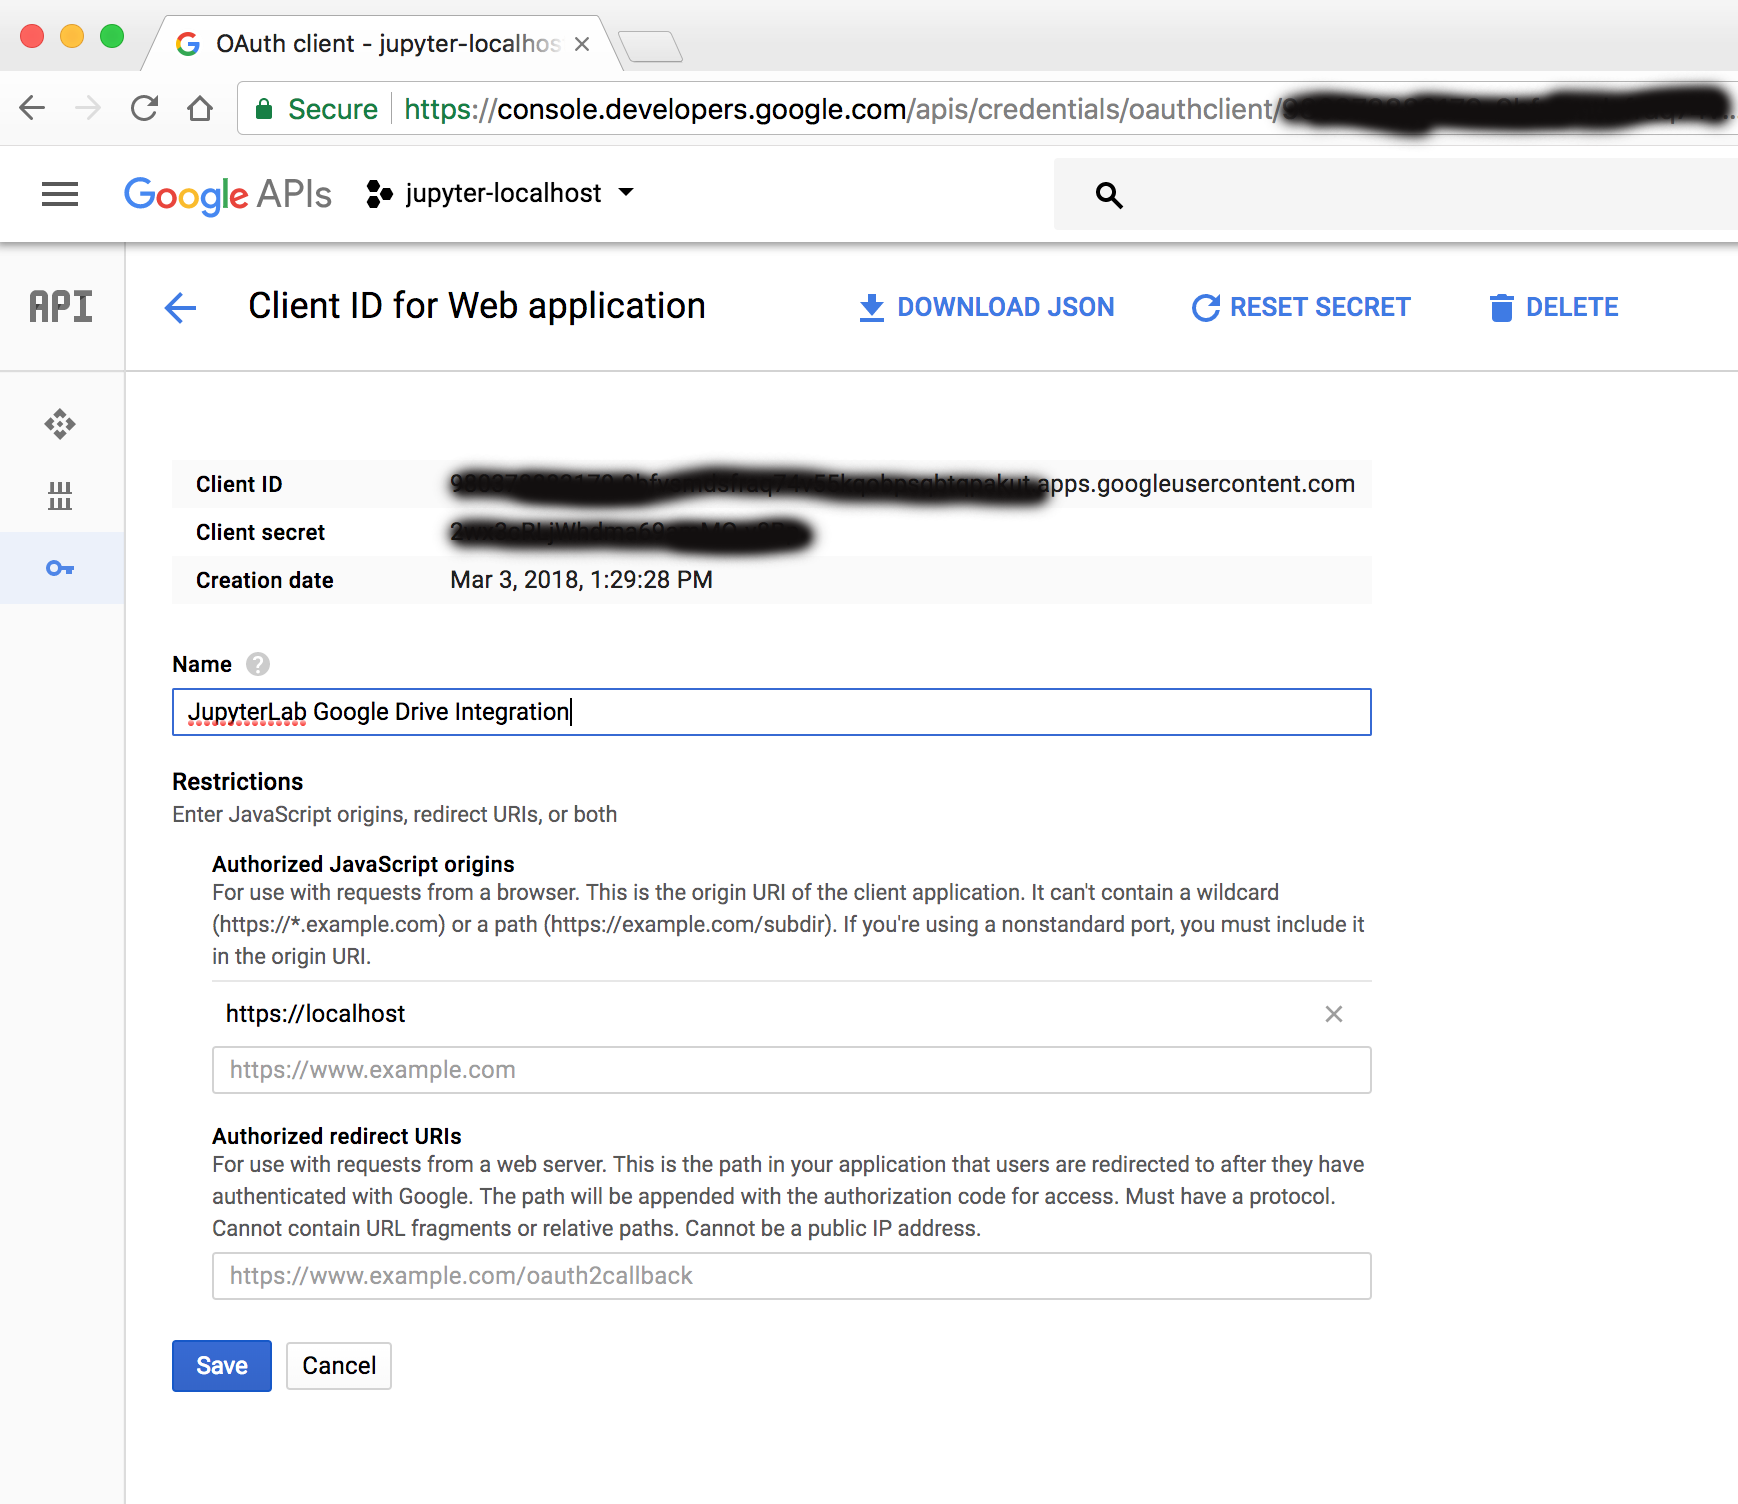 OAuth client - jupyter-localhos
Secure https://console.developers.google.com/apis/credentials/oauthclient/
Google APIs jupyter-localhost
API Client ID for Web application DOWNLOAD JSON RESET SECRET DELETE
Client ID apps.googleusercontent.com
Client secret
Creation date Mar 3, 2018, 1:29:28 PM
Name ?
JupyterLab Google Drive Integration
Restrictions
Enter JavaScript origins, redirect URIs, or both
Authorized JavaScript origins
For use with requests from a browser. This is the origin URI of the client application. It can't contain a wildcard
(https://*.example.com) or a path (https://example.com/subdir). If you're using a nonstandard port, you must include it
in the origin URI.
https://localhost
https://www.example.com
Authorized redirect URIs
For use with requests from a web server. This is the path in your application that users are redirected to after they have
authenticated with Google. The path will be appended with the authorization code for access. Must have a protocol.
Cannot contain URL fragments or relative paths. Cannot be a public IP address.
https://www.example.com/oauth2callback
Save Cancel